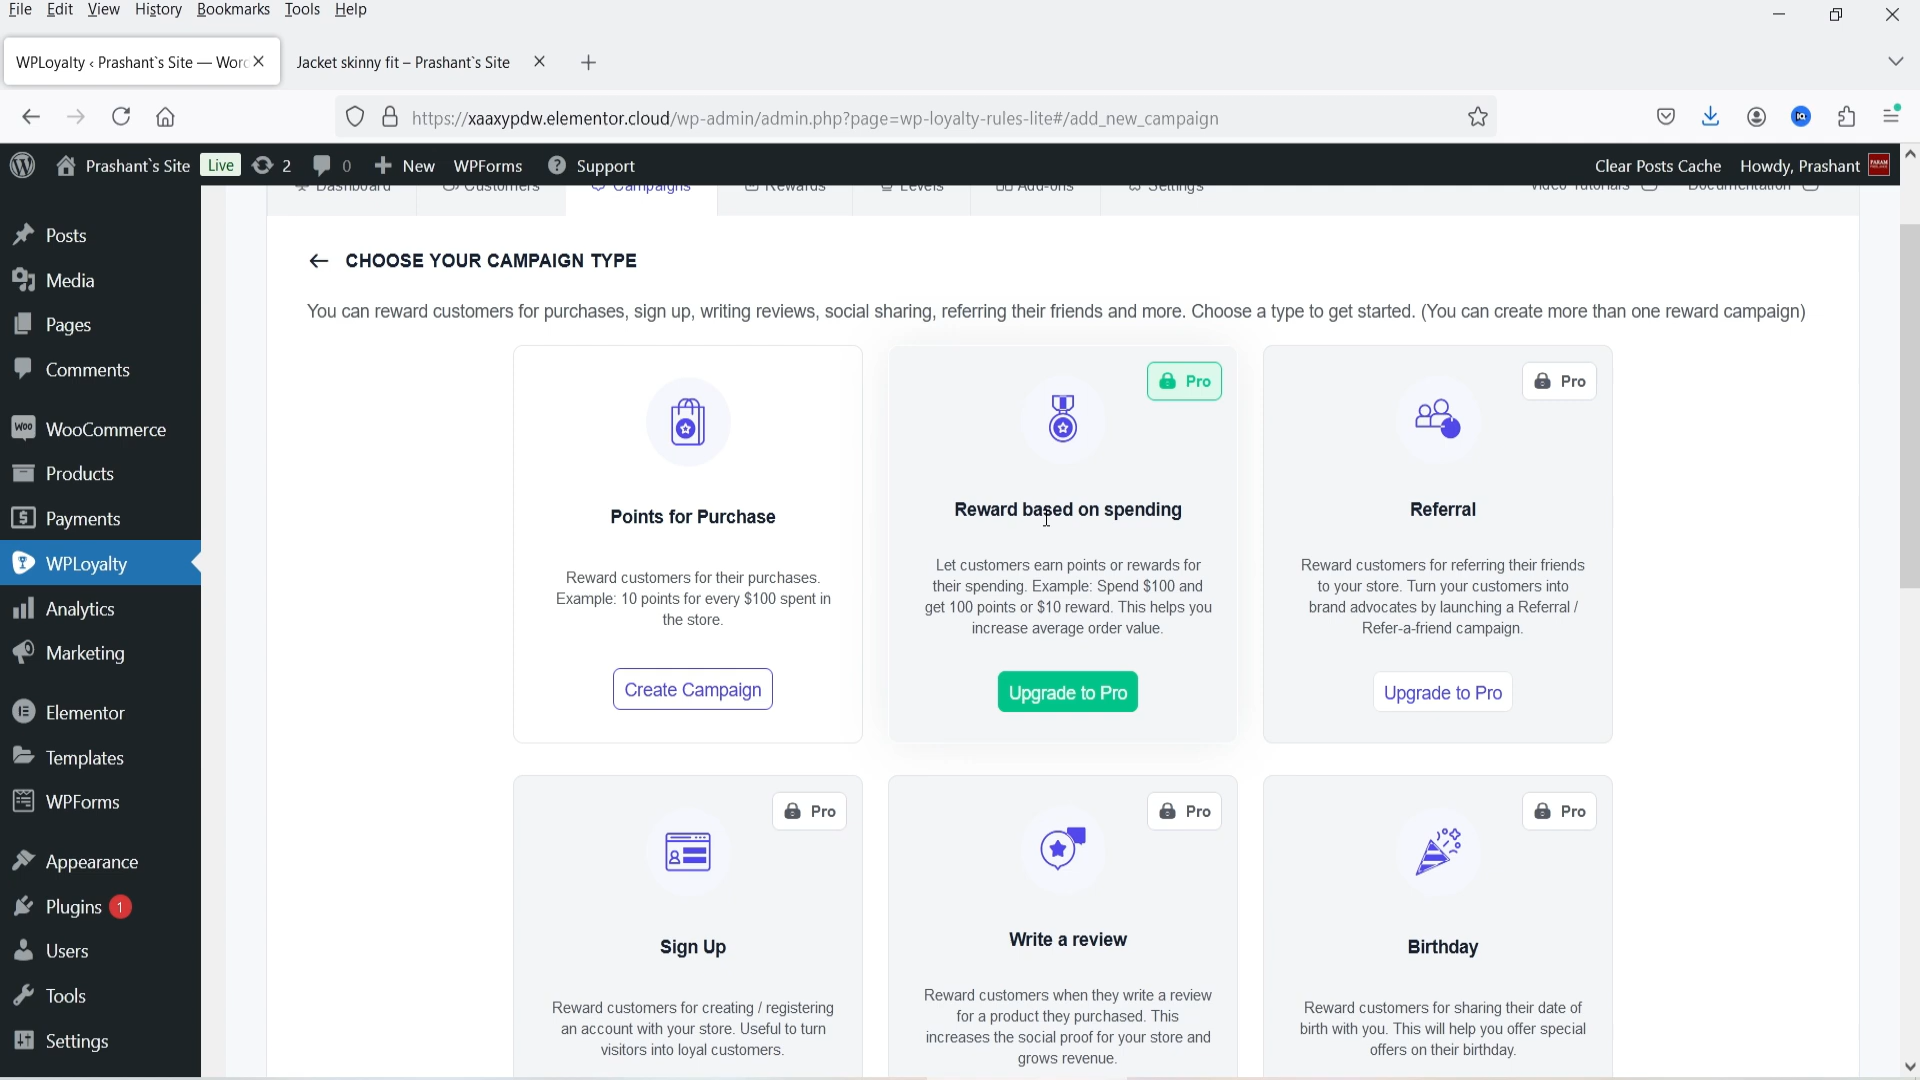 File Edit View History Bookmarks Tools Help
WPLoyalty ‹ Prashant`s Site — Word
Jacket skinny fit – Prashant`s Site
https://xaaxypdw.elementor.cloud/wp-admin/admin.php?page=wp-loyalty-rules-lite#/add_new_campaign
Prashant`s Site Live 2 0 New WPForms Support Clear Posts Cache Howdy, Prashant
Dashboard Customers Campaigns Rewards Levels Add-ons Settings Video Tutorials Documentation
Posts
Media
Pages
Comments
WooCommerce
Products
Payments
WPLoyalty
Analytics
Marketing
Elementor
Templates
WPForms
Appearance
Plugins 1
Users
Tools
Settings
CHOOSE YOUR CAMPAIGN TYPE
You can reward customers for purchases, sign up, writing reviews, social sharing, referring their friends and more. Choose a type to get started. (You can create more than one reward campaign)
Points for Purchase
Reward customers for their purchases.
Example: 10 points for every $100 spent in
the store.
Create Campaign
Pro
Reward based on spending
Let customers earn points or rewards for
their spending. Example: Spend $100 and
get 100 points or $10 reward. This helps you
increase average order value.
Upgrade to Pro
Pro
Referral
Reward customers for referring their friends
to your store. Turn your customers into
brand advocates by launching a Referral /
Refer-a-friend campaign.
Upgrade to Pro
Pro
Sign Up
Reward customers for creating / registering
an account with your store. Useful to turn
visitors into loyal customers.
Pro
Write a review
Reward customers when they write a review
for a product they purchased. This
increases the social proof for your store and
grows revenue.
Pro
Birthday
Reward customers for sharing their date of
birth with you. This will help you offer special
offers on their birthday.